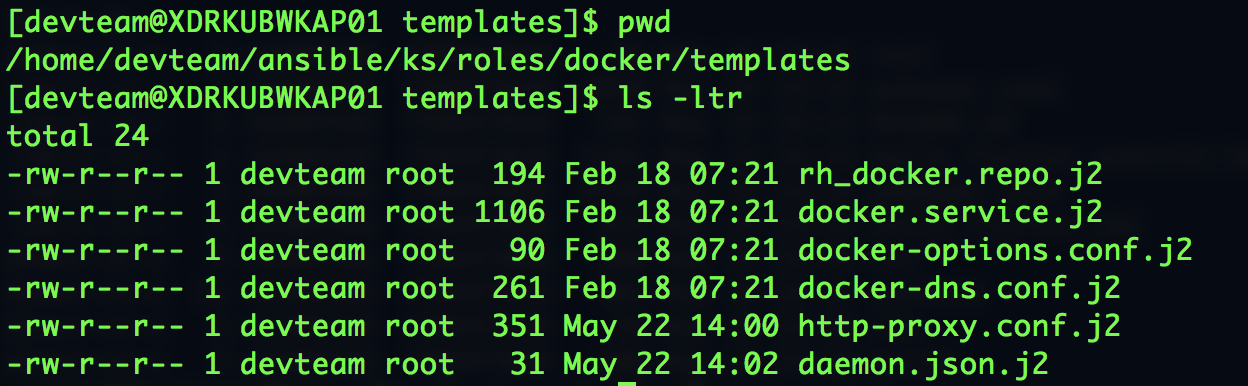 [devteam@XDRKUBWKAP01 templates]$ pwd
/home/devteam/ansible/ks/roles/docker/templates
[devteam@XDRKUBWKAP01 templates]$ ls -ltr
total 24
-rw-r--r-- 1 devteam root  194 Feb 18 07:21 rh_docker.repo.j2
-rw-r--r-- 1 devteam root 1106 Feb 18 07:21 docker.service.j2
-rw-r--r-- 1 devteam root   90 Feb 18 07:21 docker-options.conf.j2
-rw-r--r-- 1 devteam root  261 Feb 18 07:21 docker-dns.conf.j2
-rw-r--r-- 1 devteam root  351 May 22 14:00 http-proxy.conf.j2
-rw-r--r-- 1 devteam root   31 May 22 14:02 daemon.json.j2